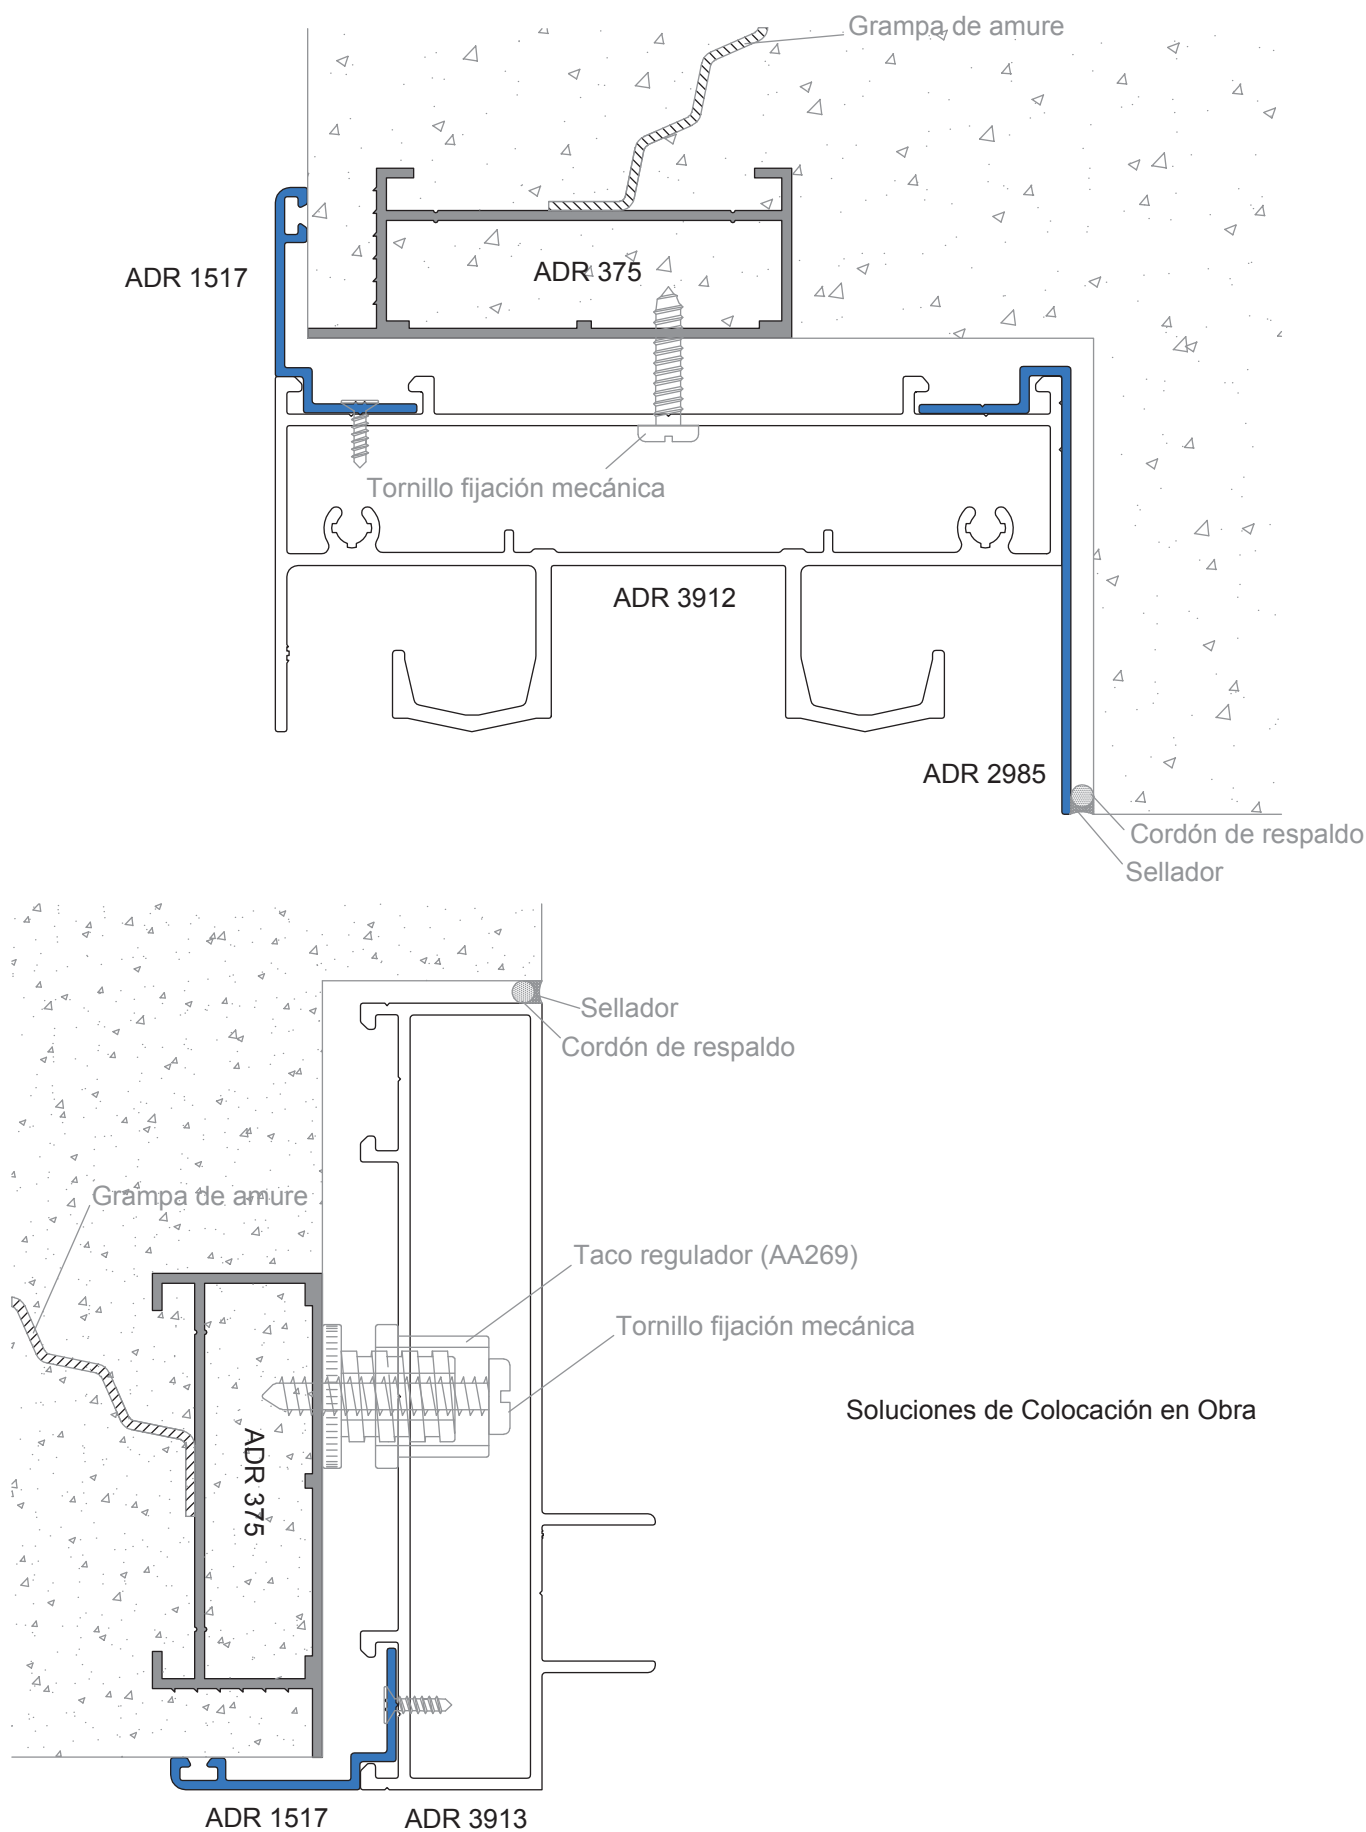 Grampa de amure
ADR 1517
ADR 375
Tornillo fijación mecánica
ADR 3912
ADR 2985
Cordón de respaldo
Sellador
Sellador
Cordón de respaldo
Grampa de amure
Taco regulador (AA269)
Tornillo fijación mecánica
Soluciones de Colocación en Obra
ADR 375
ADR 1517
ADR 3913